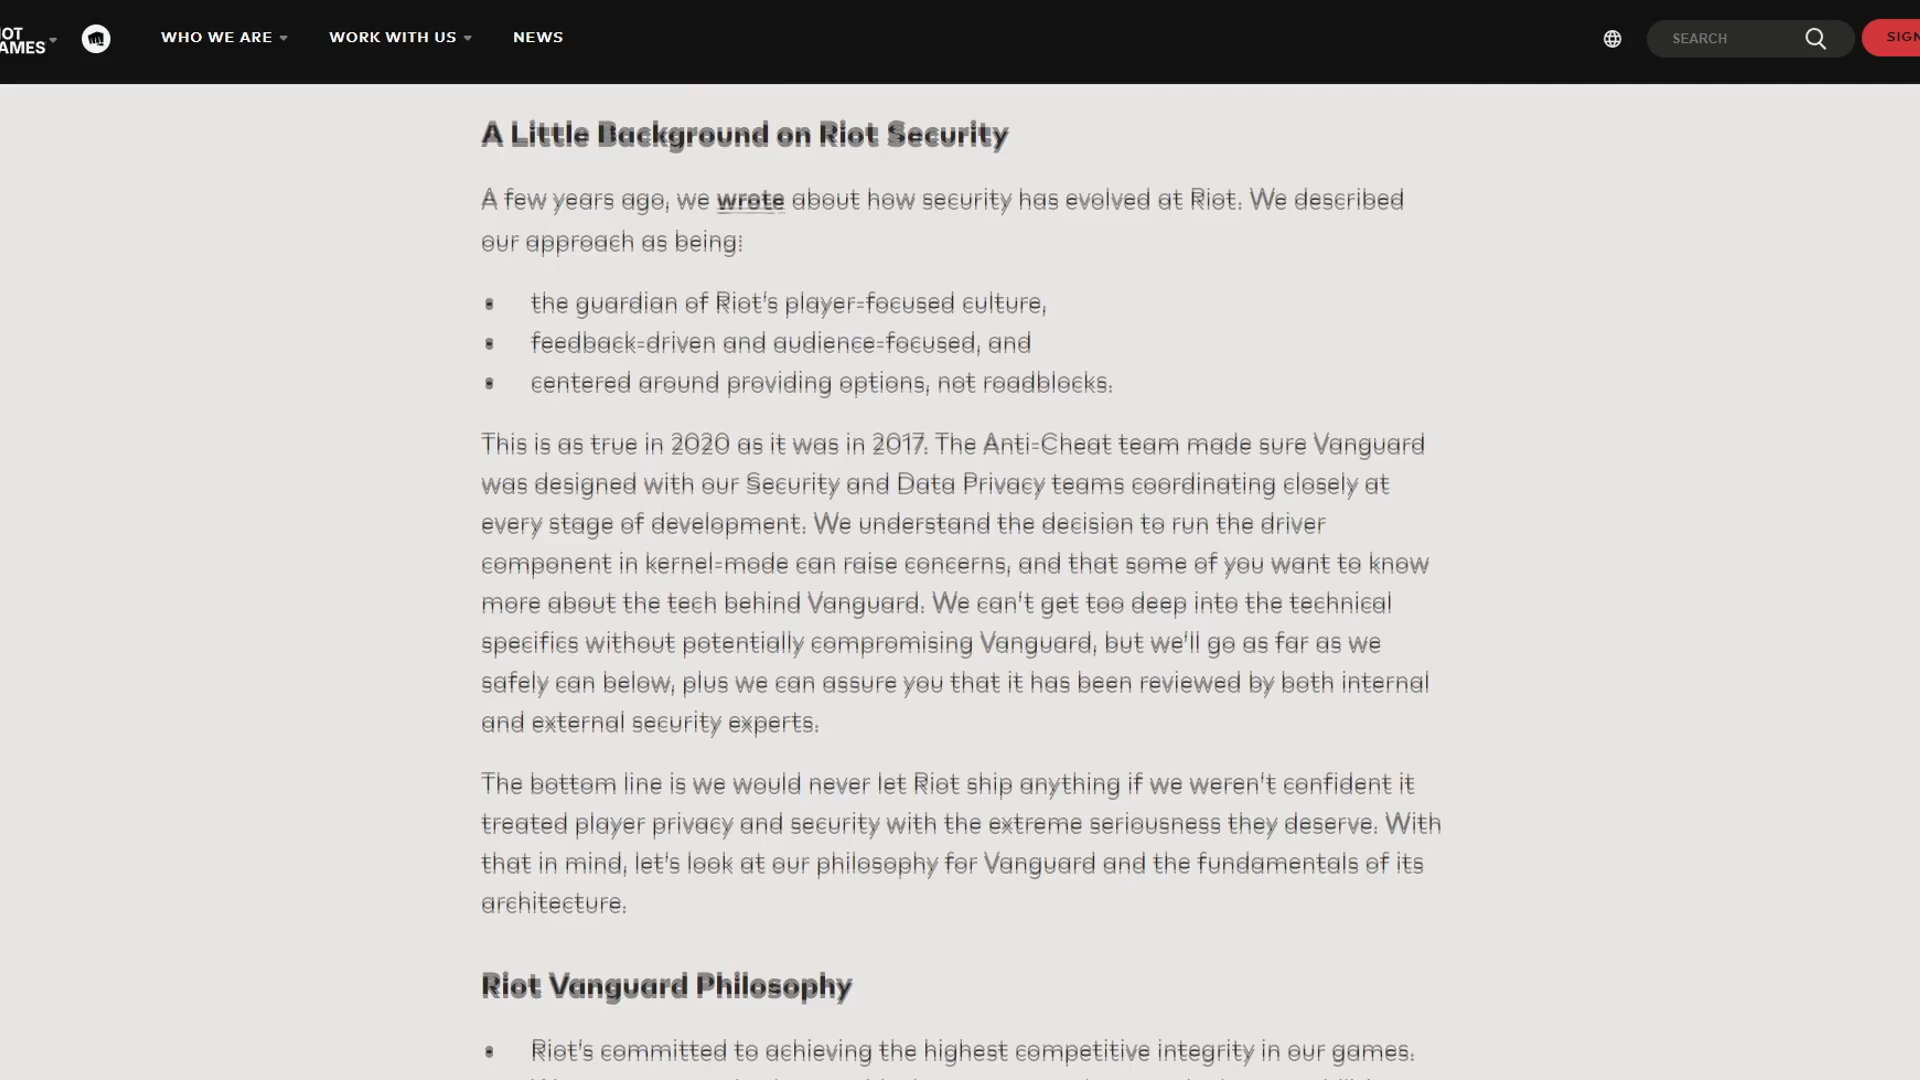 WHO WE ARE
WORK WITH US
NEWS
SEARCH
A Little Background on Riot Security
A few years ago, we wrote about how security has evolved at Riot. We described
our approach as being:
• the guardian of Riot's player-focused culture,
• feedback-driven and audience-focused, and
• centered around providing options, not roadblocks.
This is as true in 2020 as it was in 2017. The Anti-Cheat team made sure Vanguard
was designed with our Security and Data Privacy teams coordinating closely at
every stage of development. We understand the decision to run the driver
component in kernel-mode can raise concerns, and that some of you want to know
more about the tech behind Vanguard. We can't get too deep into the technical
specifics without potentially compromising Vanguard, but we'll go as far as we
safely can below, plus we can assure you that it has been reviewed by both internal
and external security experts.
The bottom line is we would never let Riot ship anything if we weren't confident it
treated player privacy and security with the extreme seriousness they deserve. With
that in mind, let's look at our philosophy for Vanguard and the fundamentals of its
architecture.
Riot Vanguard Philosophy
• Riot's committed to achieving the highest competitive integrity in our games.